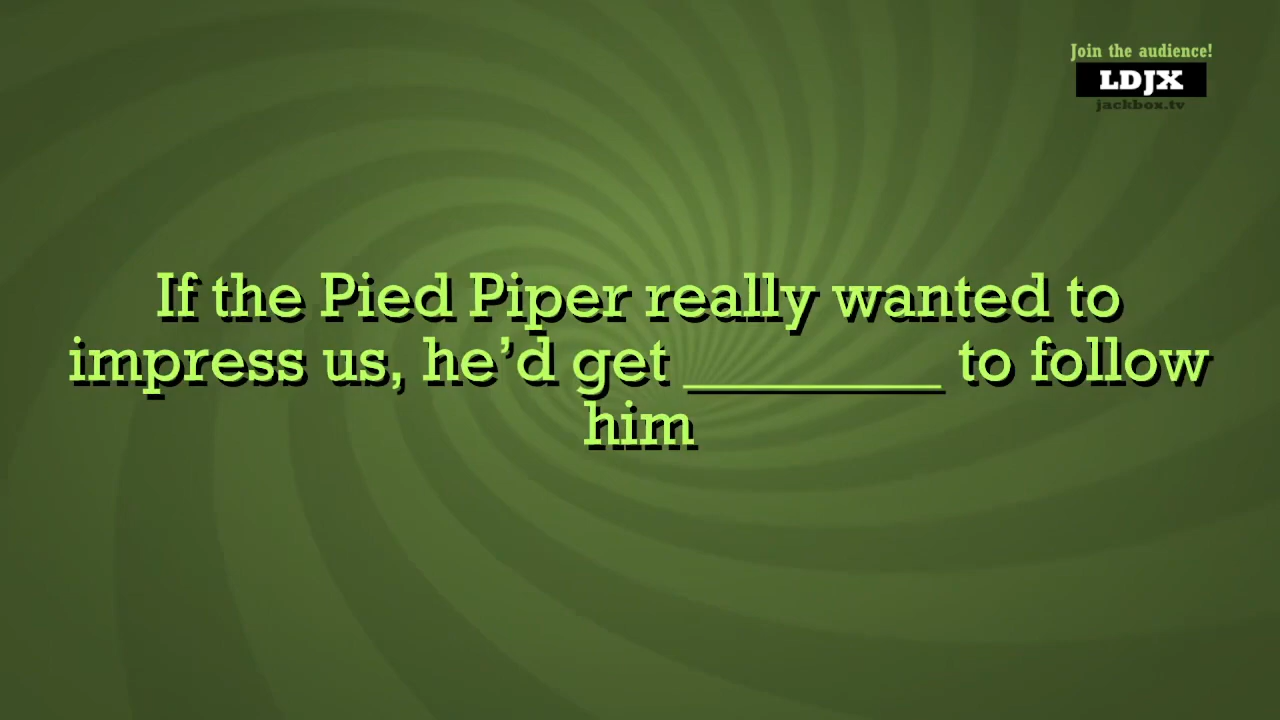 Join the audience!
LDJX
jackbox.tv
If the Pied Piper really wanted to
impress us, he’d get ________ to follow
him